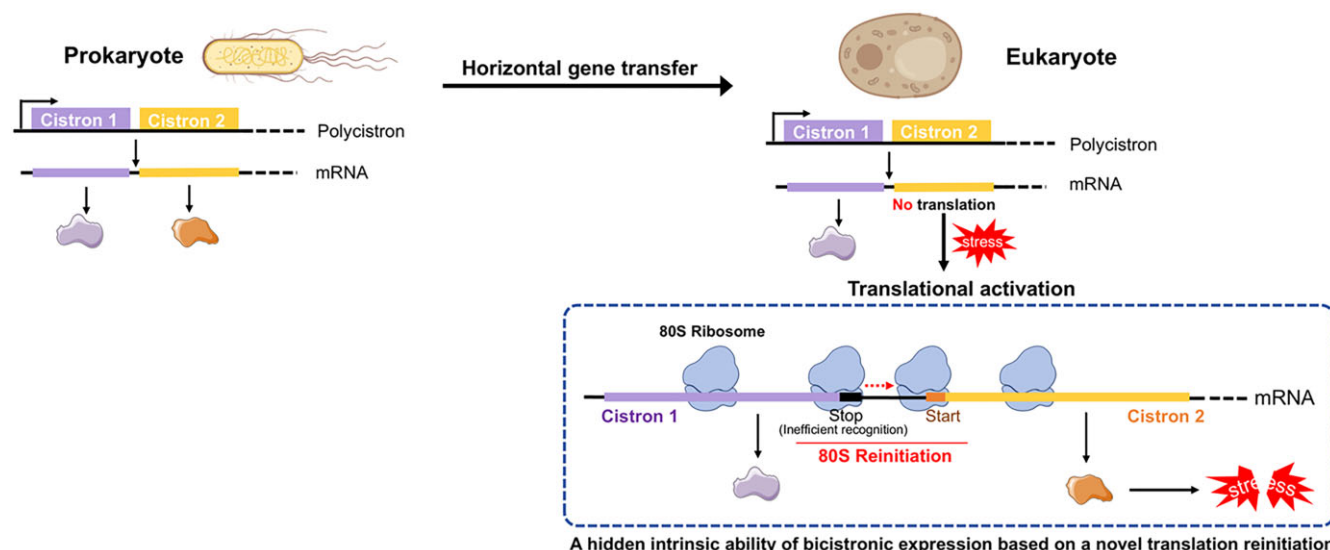 Prokaryote
Horizontal gene transfer
Eukaryote
Cistron 1 Cistron 2
Polycistron
mRNA
Cistron 1 Cistron 2
Polycistron
mRNA
No translation
stress
Translational activation
80S Ribosome
mRNA
Cistron 1
Stop
(Inefficient recognition)
Start
Cistron 2
80S Reinitiation
stress
A hidden intrinsic ability of bicistronic expression based on a novel translation reinitiation